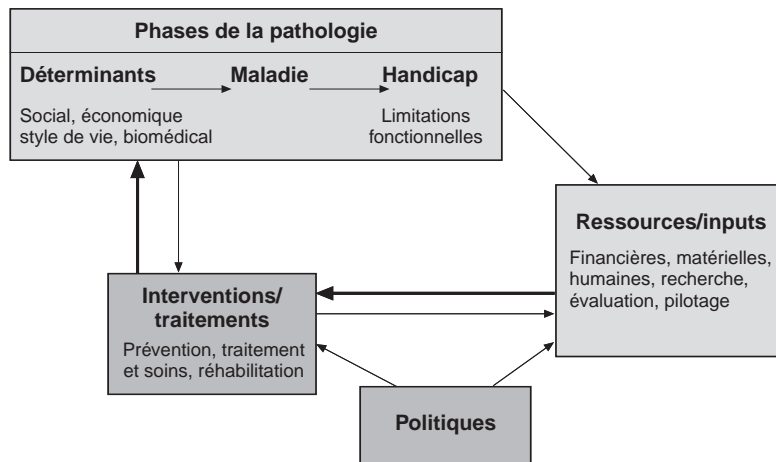 Phases de la pathologie
Déterminants
Maladie
Handicap
Social, économique
style de vie, biomédical
Limitations
fonctionnelles
Ressources/inputs
Financières, matérielles,
humaines, recherche,
évaluation, pilotage
Interventions/
traitements
Prévention, traitement
et soins, réhabilitation
Politiques